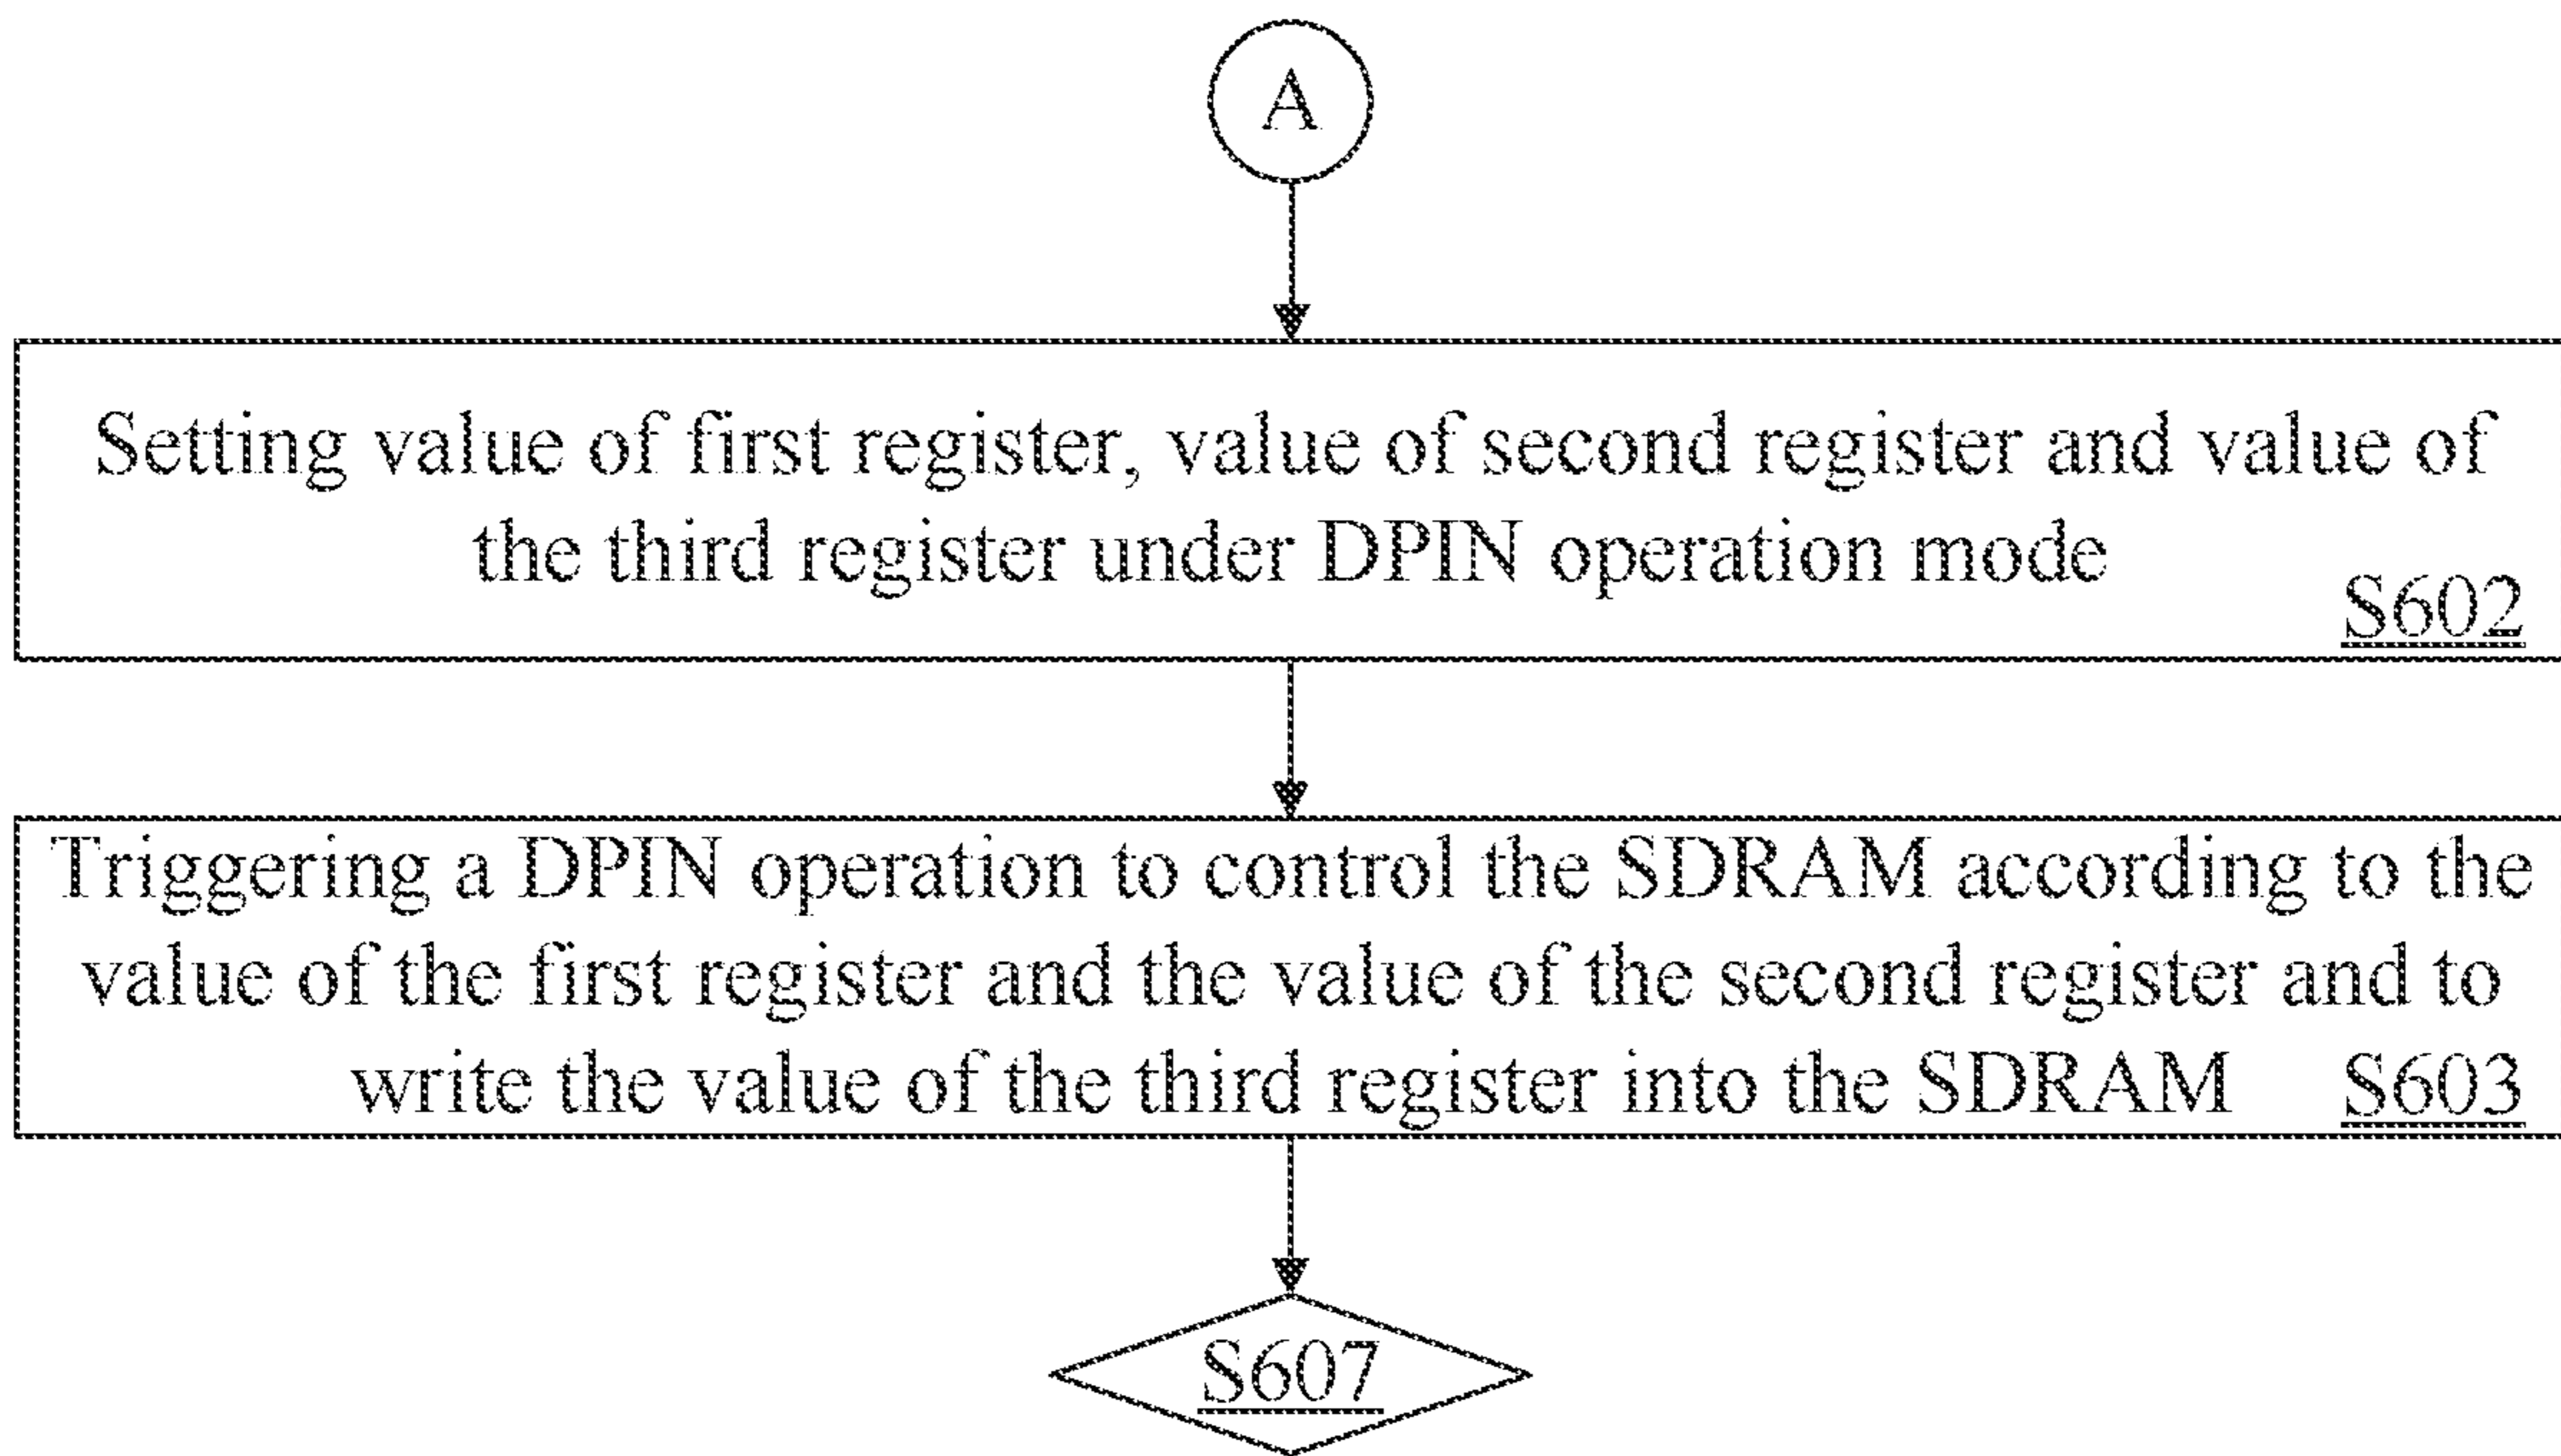 A
Setting value of first register, value of second register and value of
the third register under DPIN operation mode
S602
Triggering a DPIN operation to control the SDRAM according to the
value of the first register and the value of the second register and to
write the value of the third register into the SDRAM S603
S607